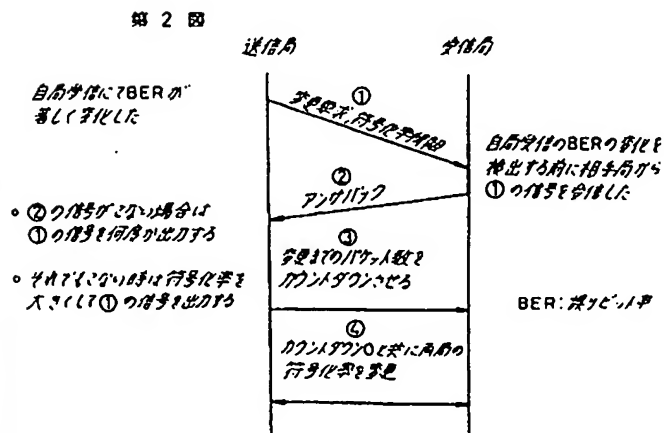 第 2 図
送信局
受信局
自局受信にてBERが
著しく変化した
①
変更要求,符号化率情報
自局受信のBERの変化を
検出する前に相手局から
①の信号を受信した
②
アンサバック
○ ②の信号がこない場合は
①の信号を何度か出力する
③
変更までのパケット数を
カウントダウンさせる
○ それでもこない時は符号化率を
大きくして①の信号を出力する
BER:誤りビット率
④
カウントダウン0と共に両局の
符号化率を変更